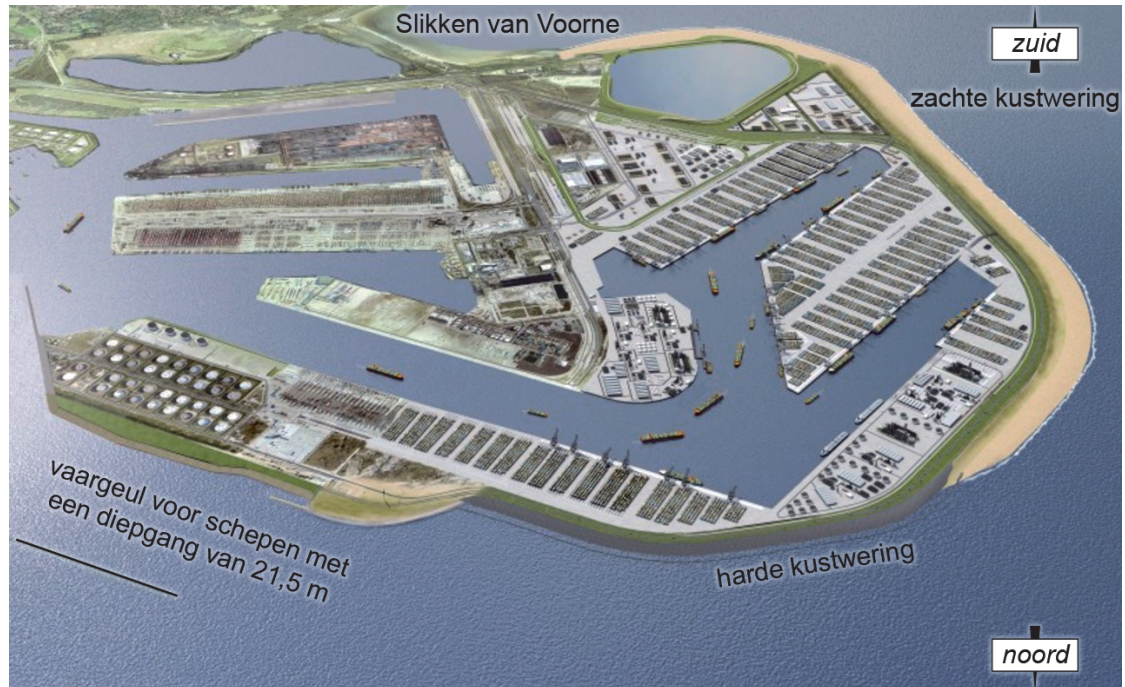 Slikken van Voorne
zuid
zachte kustwering
vaargeul voor schepen met
een diepgang van 21,5 m
harde kustwering
noord